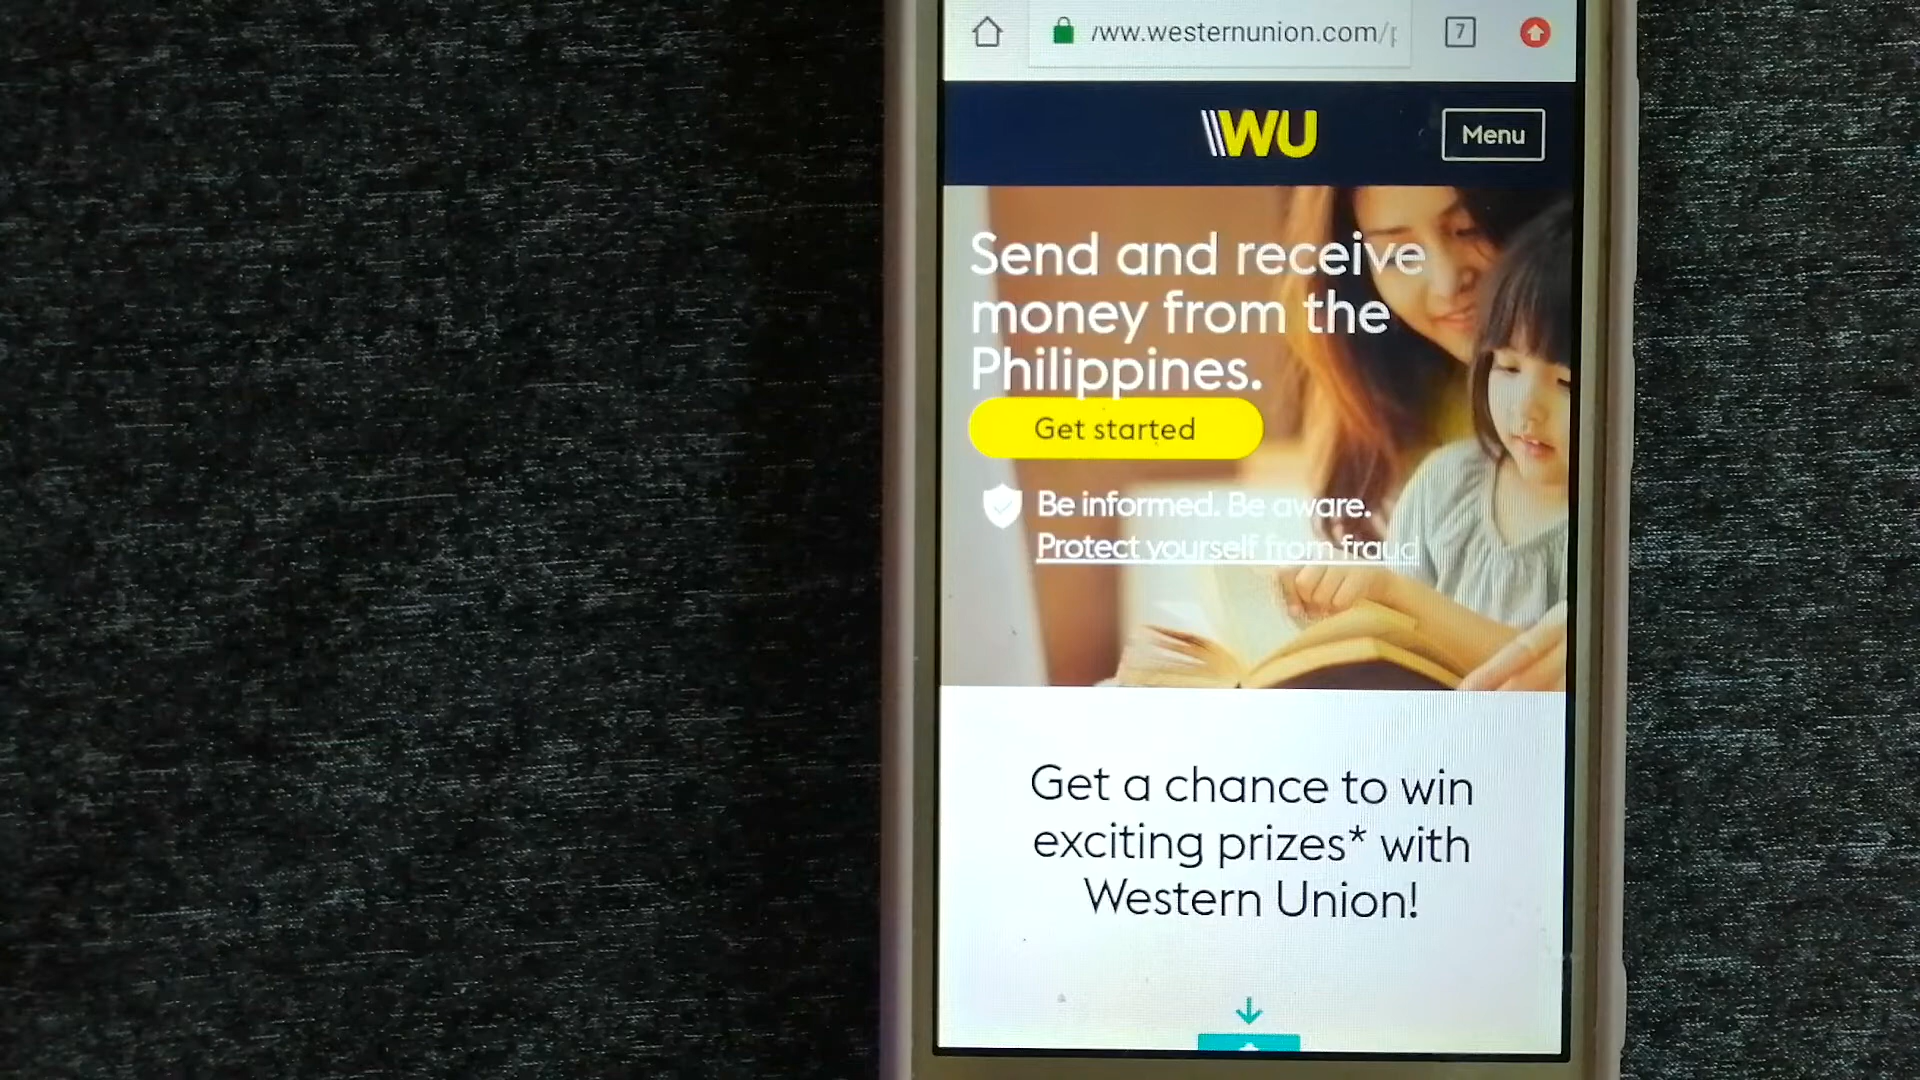 /ww.westernunion.com/p
7
WU
Menu
Send and receive
money from the
Philippines.
Get started
Be informed. Be aware.
Protect yourself from fraud
Get a chance to win
exciting prizes* with
Western Union!